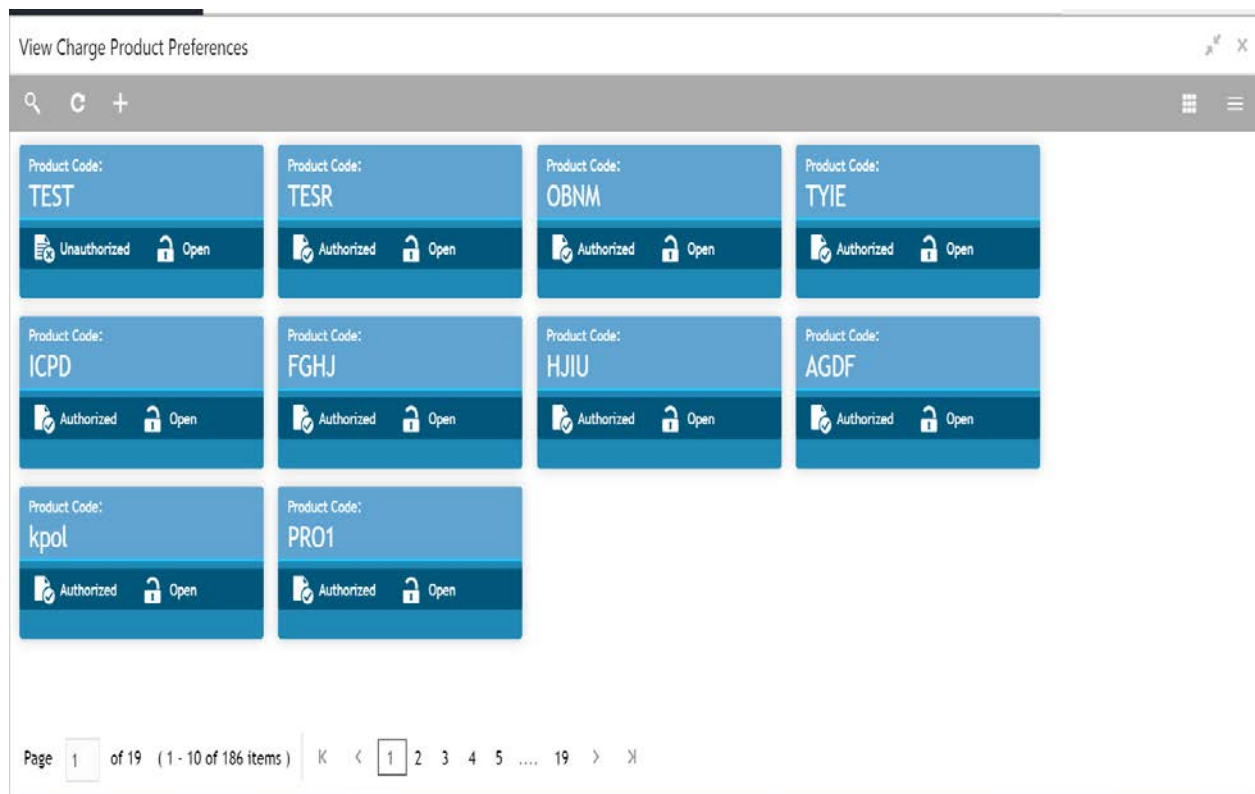 View Charge Product Preferences
Product Code:
TEST
Unauthorized Open
Product Code:
TESR
Authorized Open
Product Code:
OBNM
Authorized Open
Product Code:
TYIE
Authorized Open
Product Code:
ICPD
Authorized Open
Product Code:
FGHJ
Authorized Open
Product Code:
HJIU
Authorized Open
Product Code:
AGDF
Authorized Open
Product Code:
kpol
Authorized Open
Product Code:
PRO1
Authorized Open
Page 1 of 19 ( 1 - 10 of 186 items ) 1 2 3 4 5 .... 19